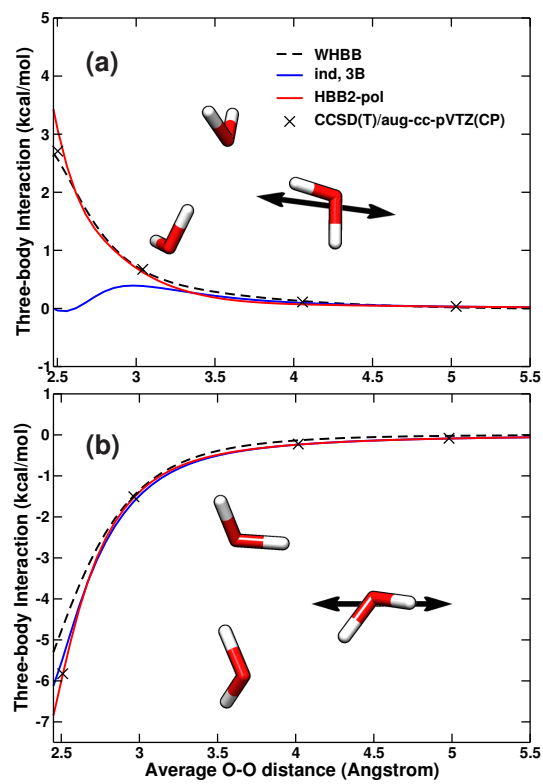 5
4
3
2
1
0
-1
Three-body Interaction (kcal/mol)
(a)
WHBB
ind, 3B
HBB2-pol
CCSD(T)/aug-cc-pVTZ(CP)
2.5 3 3.5 4 4.5 5 5.5
1
0
-1
-2
-3
-4
-5
-6
-7
Three-body Interaction (kcal/mol)
(b)
2.5 3 3.5 4 4.5 5 5.5
Average O-O distance (Angstrom)